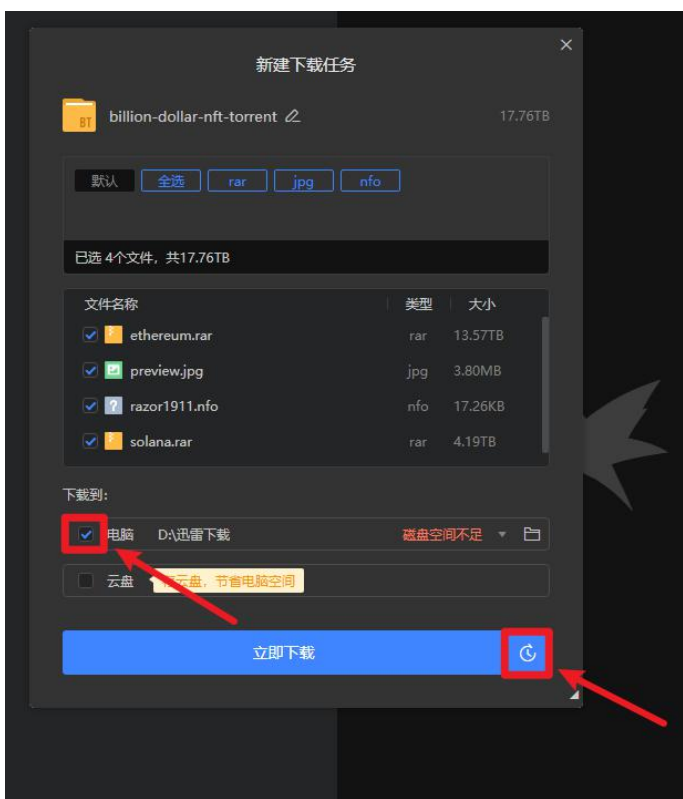 新建下载任务
BT billion-dollar-nft-torrent 17.76TB
默认 全选 rar jpg nfo
已选 4个文件，共17.76TB
文件名称 类型 大小
ethereum.rar rar 13.57TB
preview.jpg jpg 3.80MB
razor1911.nfo nfo 17.26KB
solana.rar rar 4.19TB
下载到:
电脑 D:\迅雷下载 磁盘空间不足
云盘 云盘，节省电脑空间
立即下载